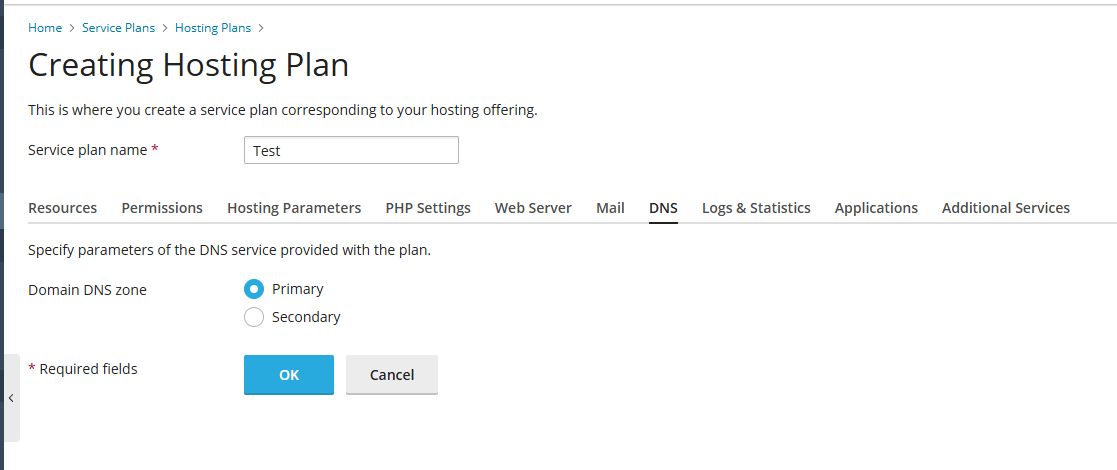 Home > Service Plans > Hosting Plans >
Creating Hosting Plan
This is where you create a service plan corresponding to your hosting offering.
Service plan name * Test
Resources Permissions Hosting Parameters PHP Settings Web Server Mail DNS Logs & Statistics Applications Additional Services
Specify parameters of the DNS service provided with the plan.
Domain DNS zone Primary
Secondary
* Required fields OK Cancel